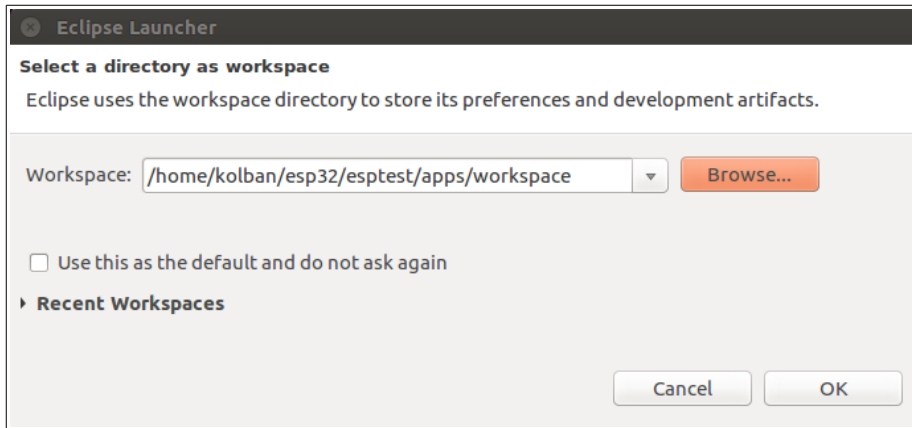 Eclipse Launcher
Select a directory as workspace
Eclipse uses the workspace directory to store its preferences and development artifacts.
Workspace: /home/kolban/esp32/esptest/apps/workspace Browse...
Use this as the default and do not ask again
Recent Workspaces
Cancel OK